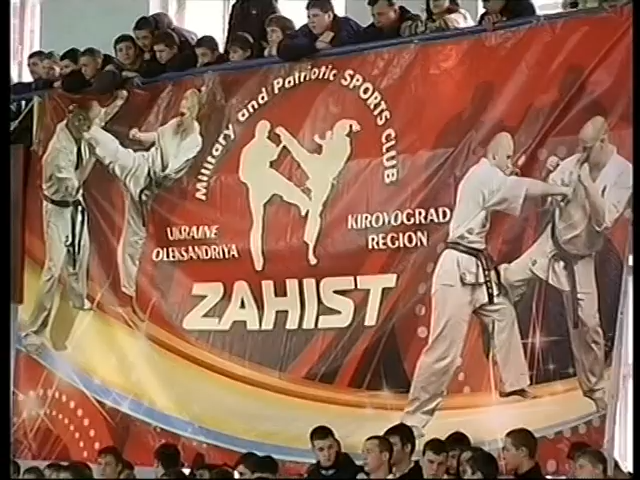 Military and Patriotic SPORTS CLUB
UKRAINE
OLEKSANDRIYA
KIROVOGRAD
REGION
ZAHIST